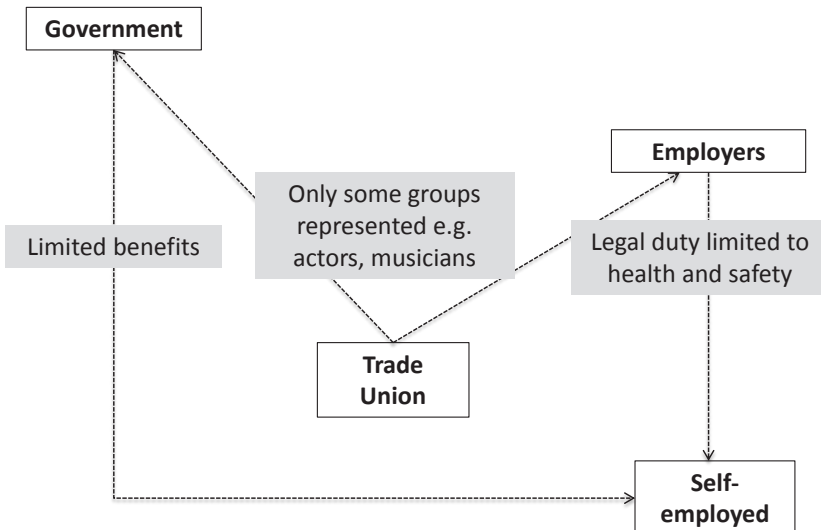 Government
Employers
Only some groups
represented e.g.
actors, musicians
Limited benefits
Legal duty limited to
health and safety
Trade
Union
Self-
employed